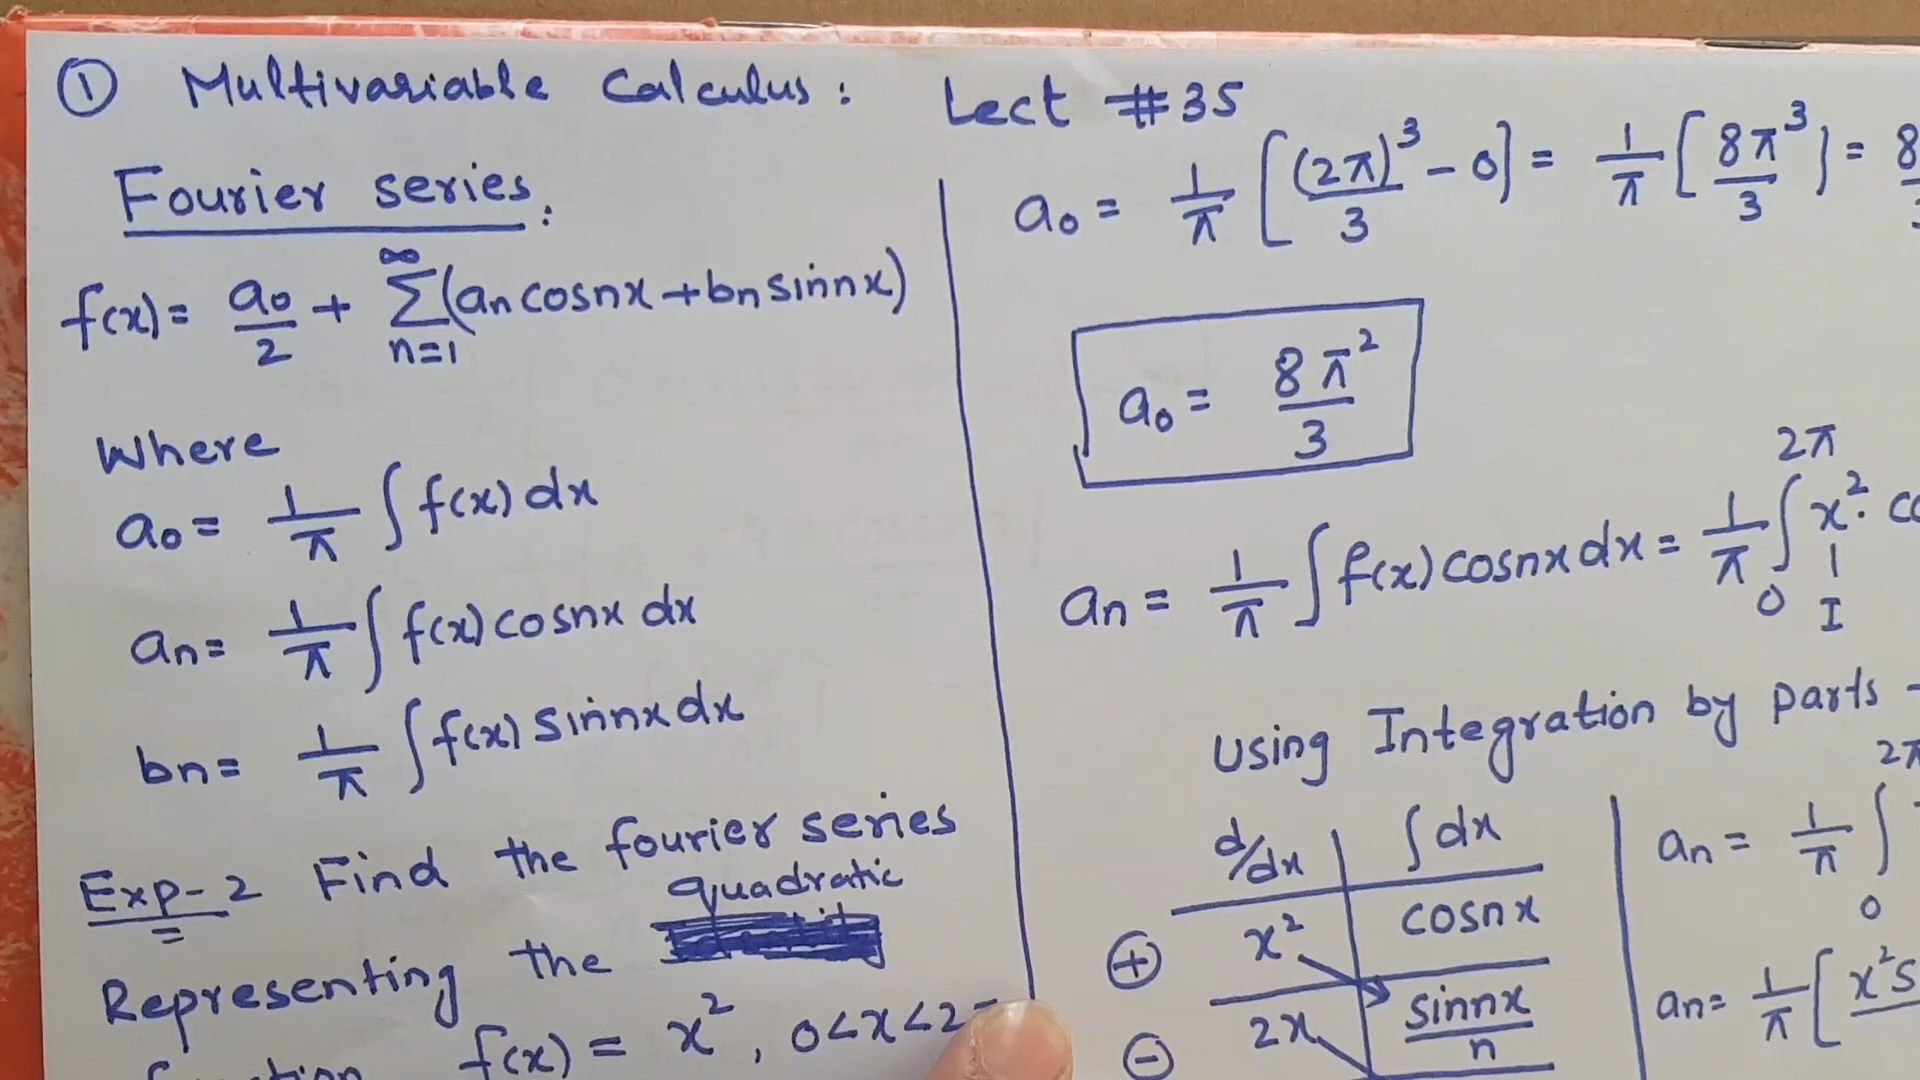 ① Multivariable Calculus: Lect #35
Fourier series:
f(x) = a₀/2 + ∑_{n=1}^{∞} (an cosnx + bn sinnx)
Where
a₀ = 1/π ∫ f(x) dx
an = 1/π ∫ f(x) cosnx dx
bn = 1/π ∫ f(x) sinnx dx
Exp-2 Find the fourier series
Representing the quadratic
f(x) = x², 0<x<2
a₀ = 1/π [(2π)³/3 - 0] = 1/π [8π³/3] = 8
a₀ = 8π²/3
an = 1/π ∫ f(x) cosnx dx = 1/π ∫₀^{2π} x².
I
Using Integration by parts -
d/dx | ∫dx
⊕ x² | cosnx
⊖ 2x | sinnx/n
an = 1/π ∫₀^{2π}
an = 1/π [x²s